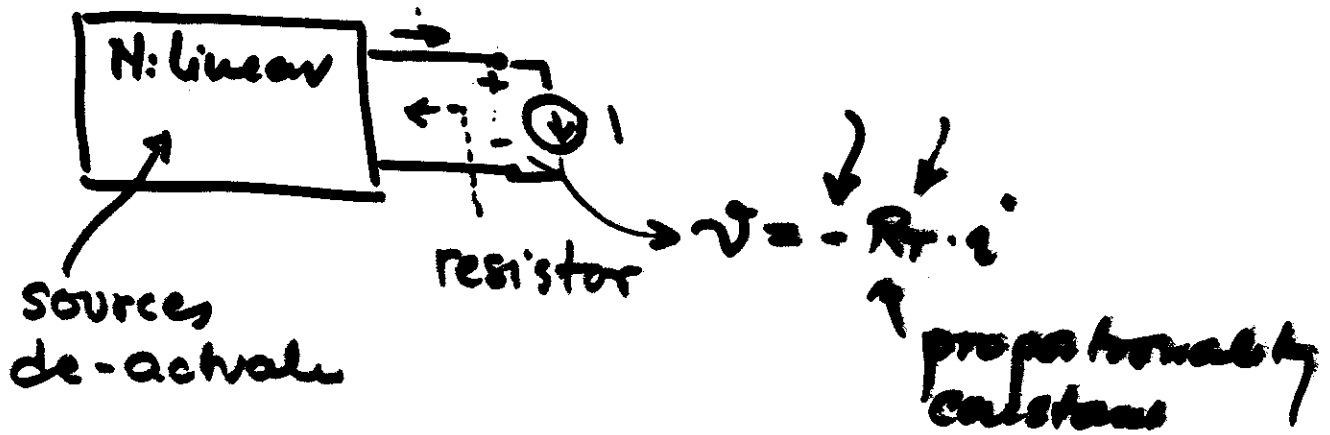 N: linear
i
+
-
1
resistor
v = - R_T · i
sources
de-activate
proportionality
constant